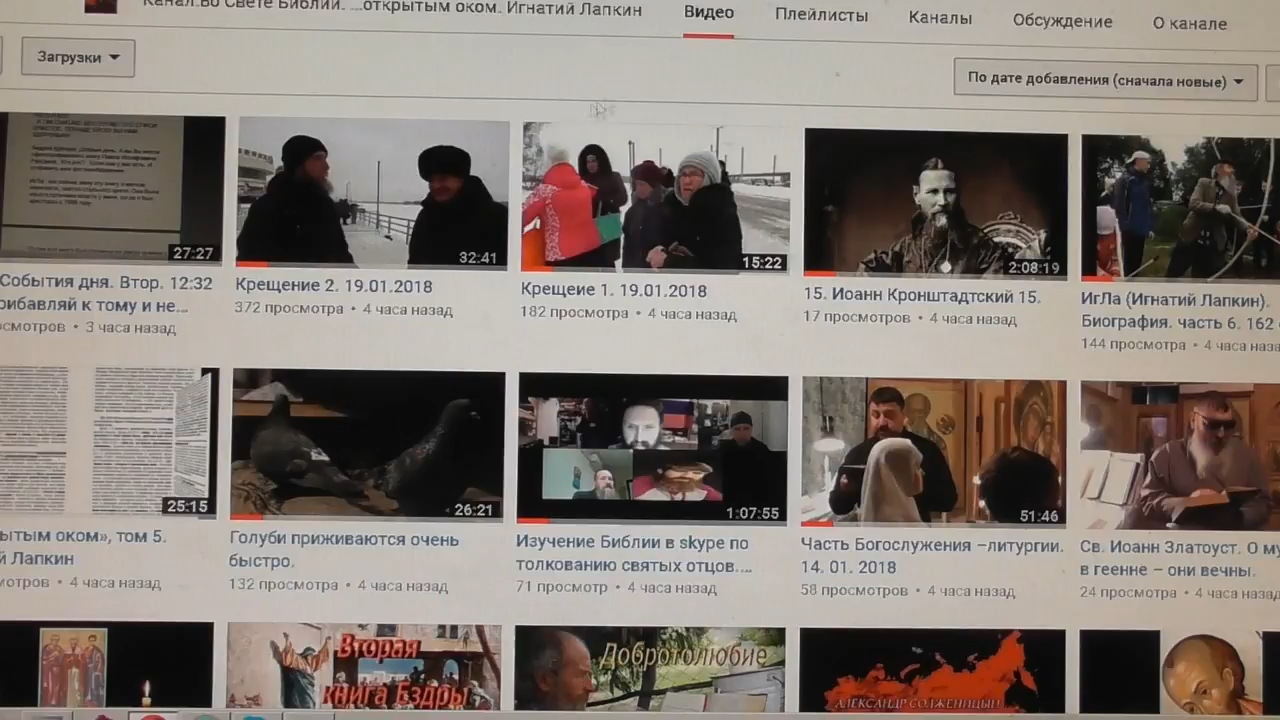 Канал.Во Свете Библии. ...открытым оком. Игнатий Лапкин
Видео
Плейлисты
Каналы
Обсуждение
О канале
Загрузки
По дате добавления (сначала новые)
27:27
32:41
15:22
2:08:19
События дня. Втор. 12:32
рибавляй к тому и не...
смотров • 3 часа назад
Крещение 2. 19.01.2018
372 просмотра • 4 часа назад
Крещеие 1. 19.01.2018
182 просмотра • 4 часа назад
15. Иоанн Кронштадтский 15.
17 просмотров • 4 часа назад
ИгЛа (Игнатий Лапкин).
Биография. часть 6. 162
144 просмотра • 4 часа наза
25:15
26:21
1:07:55
51:46
ытым оком», том 5.
й Лапкин
мотров • 4 часа назад
Голуби приживаются очень
быстро.
132 просмотра • 4 часа назад
Изучение Библии в skype по
толкованию святых отцов....
71 просмотр • 4 часа назад
Часть Богослужения –литургии.
14. 01. 2018
58 просмотров • 4 часа назад
Св. Иоанн Златоуст. О му
в геенне – они вечны.
24 просмотра • 4 часа наза
Вторая
книга Ездры
Добротолюбие
АЛЕКСАНДР СОЛЖЕНИЦЫН